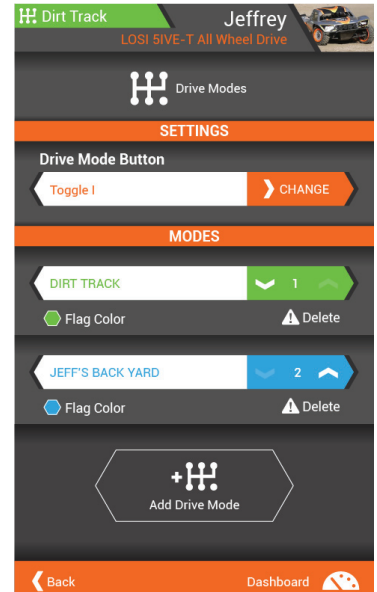 Dirt Track
Jeffrey
LOSI 5IVE-T All Wheel Drive
Drive Modes
SETTINGS
Drive Mode Button
Toggle I
CHANGE
MODES
DIRT TRACK
1
Flag Color
Delete
JEFF'S BACK YARD
2
Flag Color
Delete
+
Add Drive Mode
Back
Dashboard